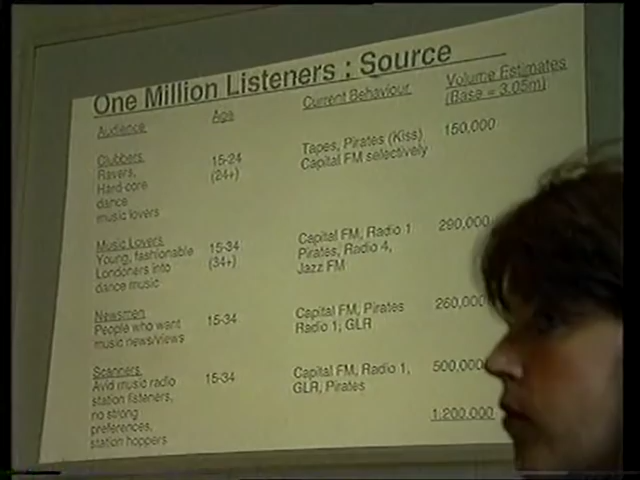 One Million Listeners : Source
Audience Age Current Behaviour Volume Estimates
(Base = 3.05m)
Clubbers 15-24 Tapes, Pirates (Kiss) 150,000
Ravers, (24+) Capital FM selectively
Hard-core
dance
music lovers
Music Lovers 15-34 Capital FM, Radio 1 290,000
Young, fashionable (34+) Pirates, Radio 4,
Londoners into Jazz FM
dance music
Newsmen 15-34 Capital FM, Pirates 260,000
People who want Radio 1, GLR
music news/views
Scanners 15-34 Capital FM, Radio 1, 500,000
Avid music radio GLR, Pirates
station listeners,
no strong 1,200,000
preferences,
station hoppers